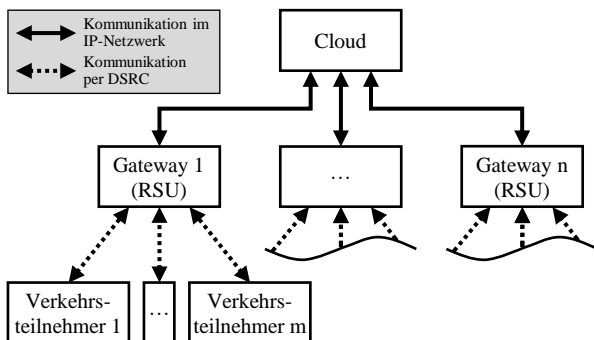 Kommunikation im
IP-Netzwerk
Kommunikation
per DSRC
Cloud
Gateway 1
(RSU)
...
Gateway n
(RSU)
Verkehrs-
teilnehmer 1
...
Verkehrs-
teilnehmer m